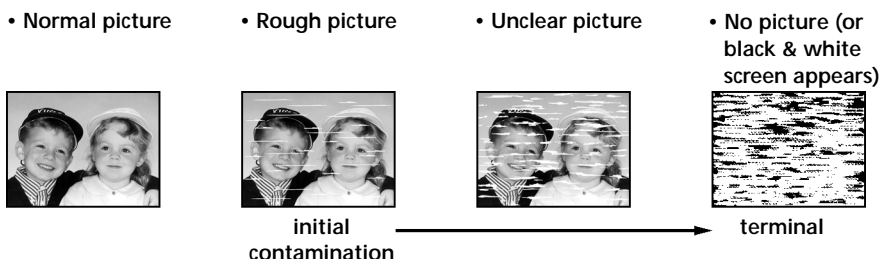 • Normal picture
• Rough picture
• Unclear picture
• No picture (or
black & white
screen appears)
initial
contamination
terminal